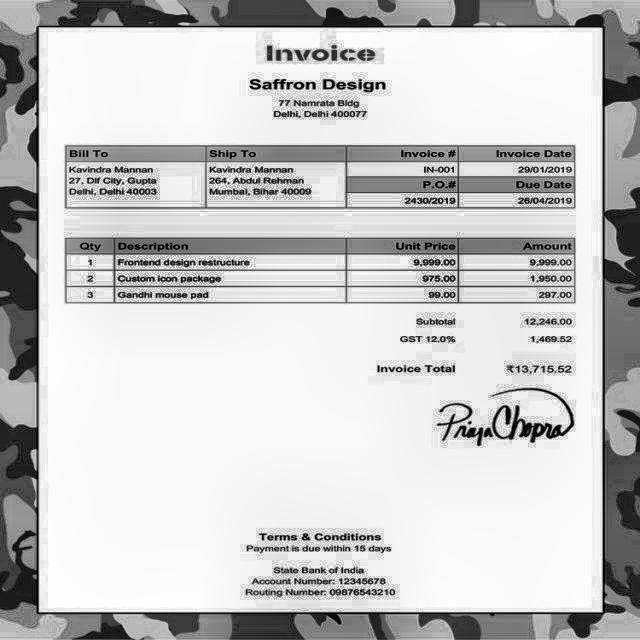 Invoice
Saffron Design
77 Namrata Bldg
Delhi, Delhi 400077
Bill To Ship To Invoice # Invoice Date
Kavindra Mannan Kavindra Mannan IN-001 29/01/2019
27, Dlf City, Gupta 264, Abdul Rehman P.O.# Due Date
Delhi, Delhi 40003 Mumbai, Bihar 40009 2430/2019 26/04/2019
Qty Description Unit Price Amount
1 Frontend design restructure 9,999.00 9,999.00
2 Custom icon package 975.00 1,950.00
3 Gandhi mouse pad 99.00 297.00
Subtotal 12,246.00
GST 12.0% 1,469.52
Invoice Total ₹13,715.52
Priya Chopra
Terms & Conditions
Payment is due within 15 days
State Bank of India
Account Number: 12345678
Routing Number: 09876543210